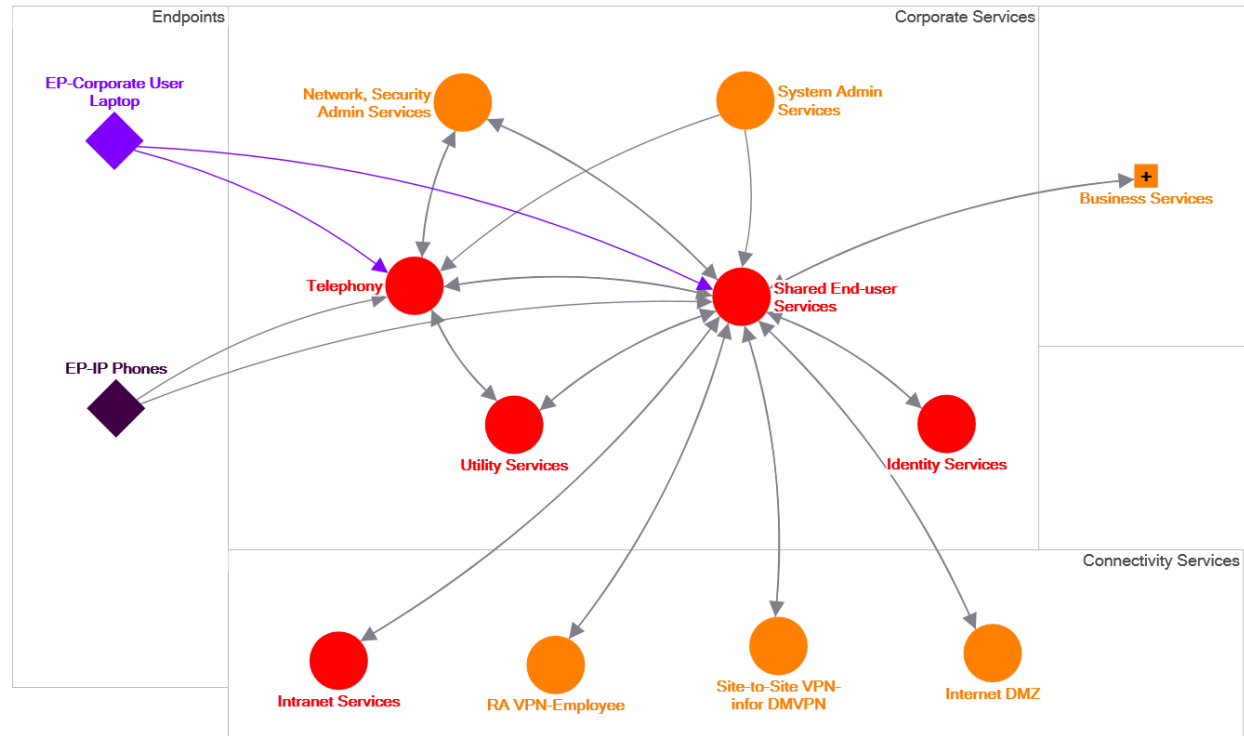 Endpoints
Corporate Services
EP-Corporate User
Laptop
Network, Security
Admin Services
System Admin
Services
+
Business Services
Telephony
Shared End-user
Services
EP-IP Phones
Utility Services
Identity Services
Connectivity Services
Intranet Services
RA VPN-Employee
Site-to-Site VPN-
infor DMVPN
Internet DMZ